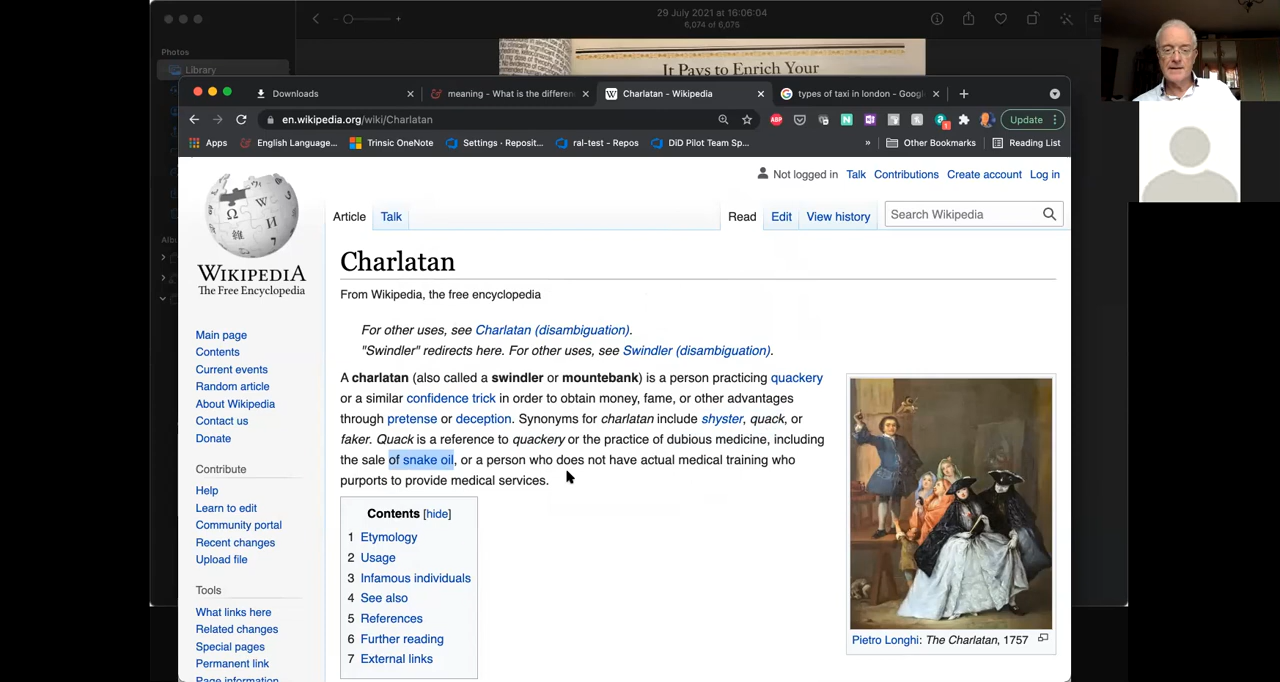 29 July 2021 at 16:06:04
6,074 of 6,075
Photos
Library
It Pays to Enrich Your
Downloads
meaning - What is the differen
Charlatan - Wikipedia
types of taxi in london - Googl
en.wikipedia.org/wiki/Charlatan
ABP
Update
Apps
English Language...
Trinsic OneNote
Settings · Reposit...
ral-test - Repos
DiD Pilot Team Sp...
»
Other Bookmarks
Reading List
Not logged in
Talk
Contributions
Create account
Log in
Article
Talk
Read
Edit
View history
Search Wikipedia
WIKIPEDIA
The Free Encyclopedia
Charlatan
From Wikipedia, the free encyclopedia
For other uses, see Charlatan (disambiguation).
"Swindler" redirects here. For other uses, see Swindler (disambiguation).
A charlatan (also called a swindler or mountebank) is a person practicing quackery
or a similar confidence trick in order to obtain money, fame, or other advantages
through pretense or deception. Synonyms for charlatan include shyster, quack, or
faker. Quack is a reference to quackery or the practice of dubious medicine, including
the sale of snake oil, or a person who does not have actual medical training who
purports to provide medical services.
Contents [hide]
1 Etymology
2 Usage
3 Infamous individuals
4 See also
5 References
6 Further reading
7 External links
Pietro Longhi: The Charlatan, 1757
Main page
Contents
Current events
Random article
About Wikipedia
Contact us
Donate
Contribute
Help
Learn to edit
Community portal
Recent changes
Upload file
Tools
What links here
Related changes
Special pages
Permanent link
Page information